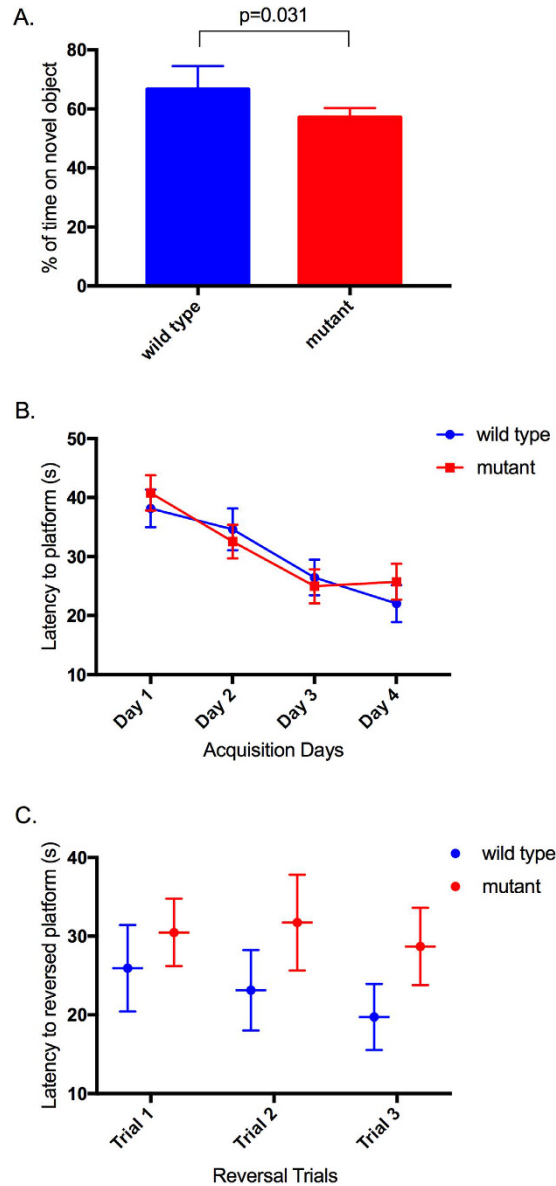 A.
p=0.031
% of time on novel object
80
60
40
20
0
wild type
mutant
B.
Latency to platform (s)
50
40
30
20
10
wild type
mutant
Day 1
Day 2
Day 3
Day 4
Acquisition Days
C.
Latency to reversed platform (s)
40
30
20
10
wild type
mutant
Trial 1
Trial 2
Trial 3
Reversal Trials